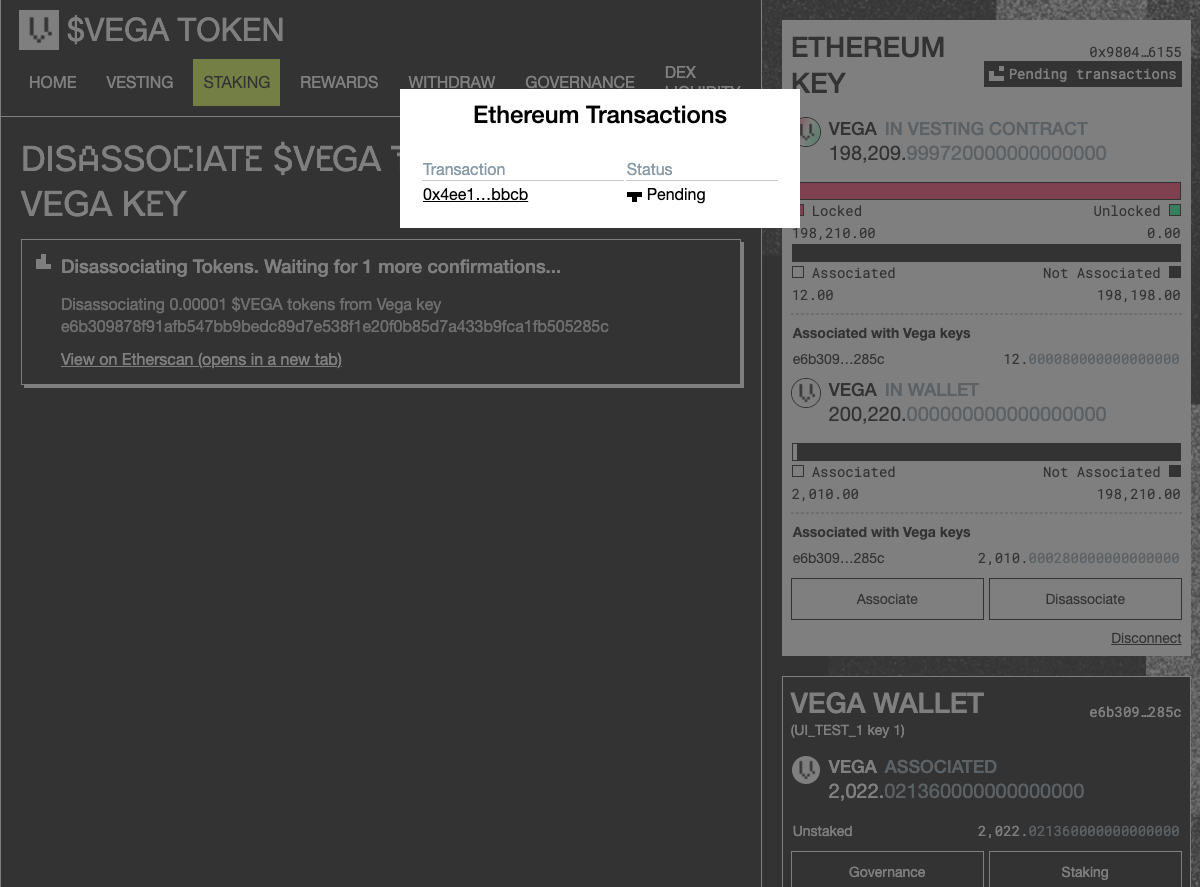 $VEGA TOKEN
HOME VESTING STAKING REWARDS WITHDRAW GOVERNANCE DEX LIQUIDITY
DISASSOCIATE $VEGA
VEGA KEY
Disassociating Tokens. Waiting for 1 more confirmations...
Disassociating 0.00001 $VEGA tokens from Vega key
e6b309878f91afb547bb9bedc89d7e538f1e20f0b85d7a433b9fca1fb505285c
View on Etherscan (opens in a new tab)
Ethereum Transactions
Transaction Status
0x4ee1…bbcb Pending
ETHEREUM
KEY
0x9804…6155
Pending transactions
VEGA IN VESTING CONTRACT
198,209.999720000000000000
Locked Unlocked
198,210.00 0.00
Associated Not Associated
12.00 198,198.00
Associated with Vega keys
e6b309…285c 12.000080000000000000
VEGA IN WALLET
200,220.000000000000000000
Associated Not Associated
2,010.00 198,210.00
Associated with Vega keys
e6b309…285c 2,010.000280000000000000
Associate Disassociate
Disconnect
VEGA WALLET e6b309…285c
(UI_TEST_1 key 1)
VEGA ASSOCIATED
2,022.021360000000000000
Unstaked 2,022.021360000000000000
Governance Staking